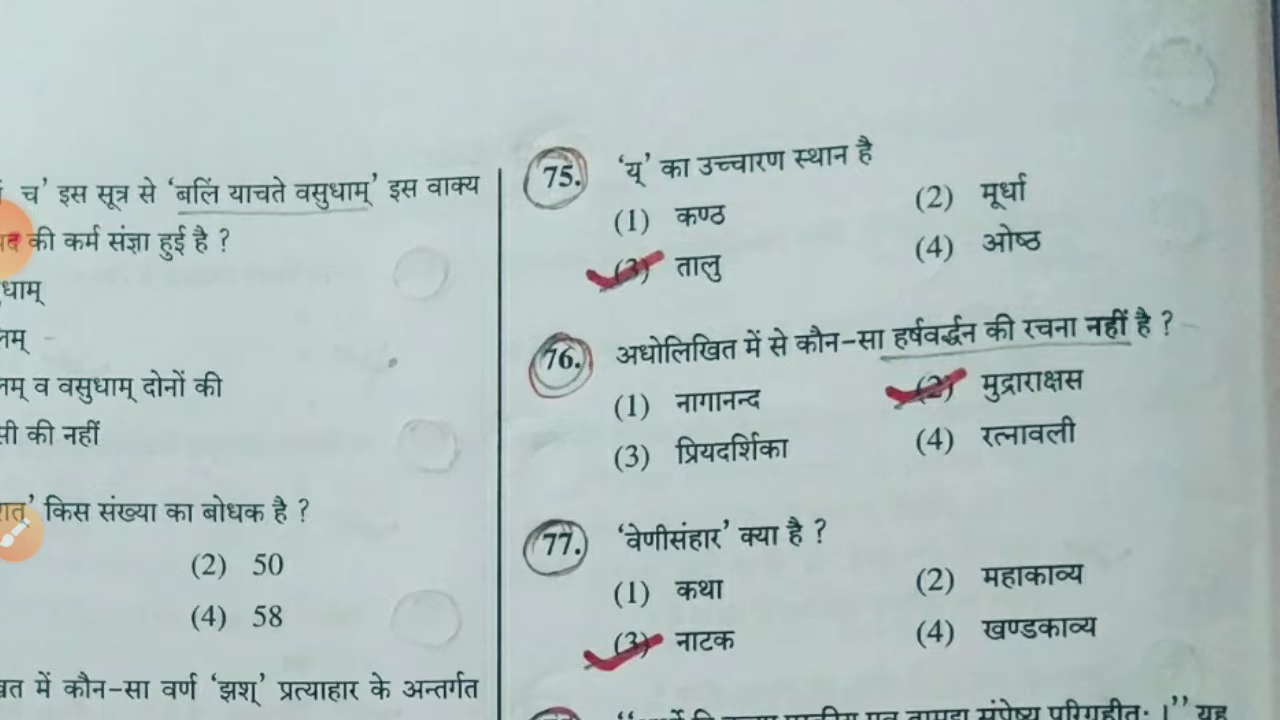 च' इस सूत्र से 'बलिं याचते वसुधाम्' इस वाक्य
की कर्म संज्ञा हुई है ?
व वसुधाम् दोनों की
की नहीं
किस संख्या का बोधक है ?
(2) 50
(4) 58
में कौन-सा वर्ण 'झश्' प्रत्याहार के अन्तर्गत
75. 'य्' का उच्चारण स्थान है
(1) कण्ठ (2) मूर्धा
(3) तालु (4) ओष्ठ
76. अधोलिखित में से कौन-सा हर्षवर्द्धन की रचना नहीं है ?
(1) नागानन्द (2) मुद्राराक्षस
(3) प्रियदर्शिका (4) रत्नावली
77. 'वेणीसंहार' क्या है ?
(1) कथा (2) महाकाव्य
(3) नाटक (4) खण्डकाव्य